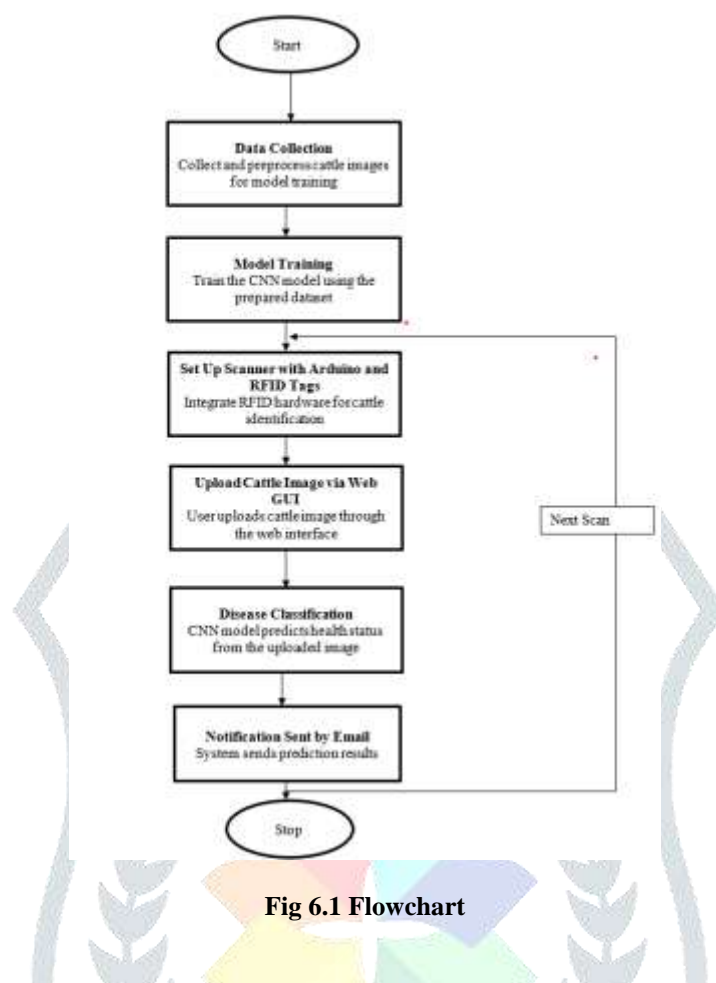 Start
Data Collection
Collect and preprocess cattle images
for model training
Model Training
Train the CNN model using the
prepared dataset
Set Up Scanner with Arduino and
RFID Tags
Integrate RFID hardware for cattle
identification
Upload Cattle Image via Web
GUI
User uploads cattle image through
the web interface
Next Scan
Disease Classification
CNN model predicts health status
from the uploaded image
Notification Sent by Email
System sends prediction results
Stop
Fig 6.1 Flowchart